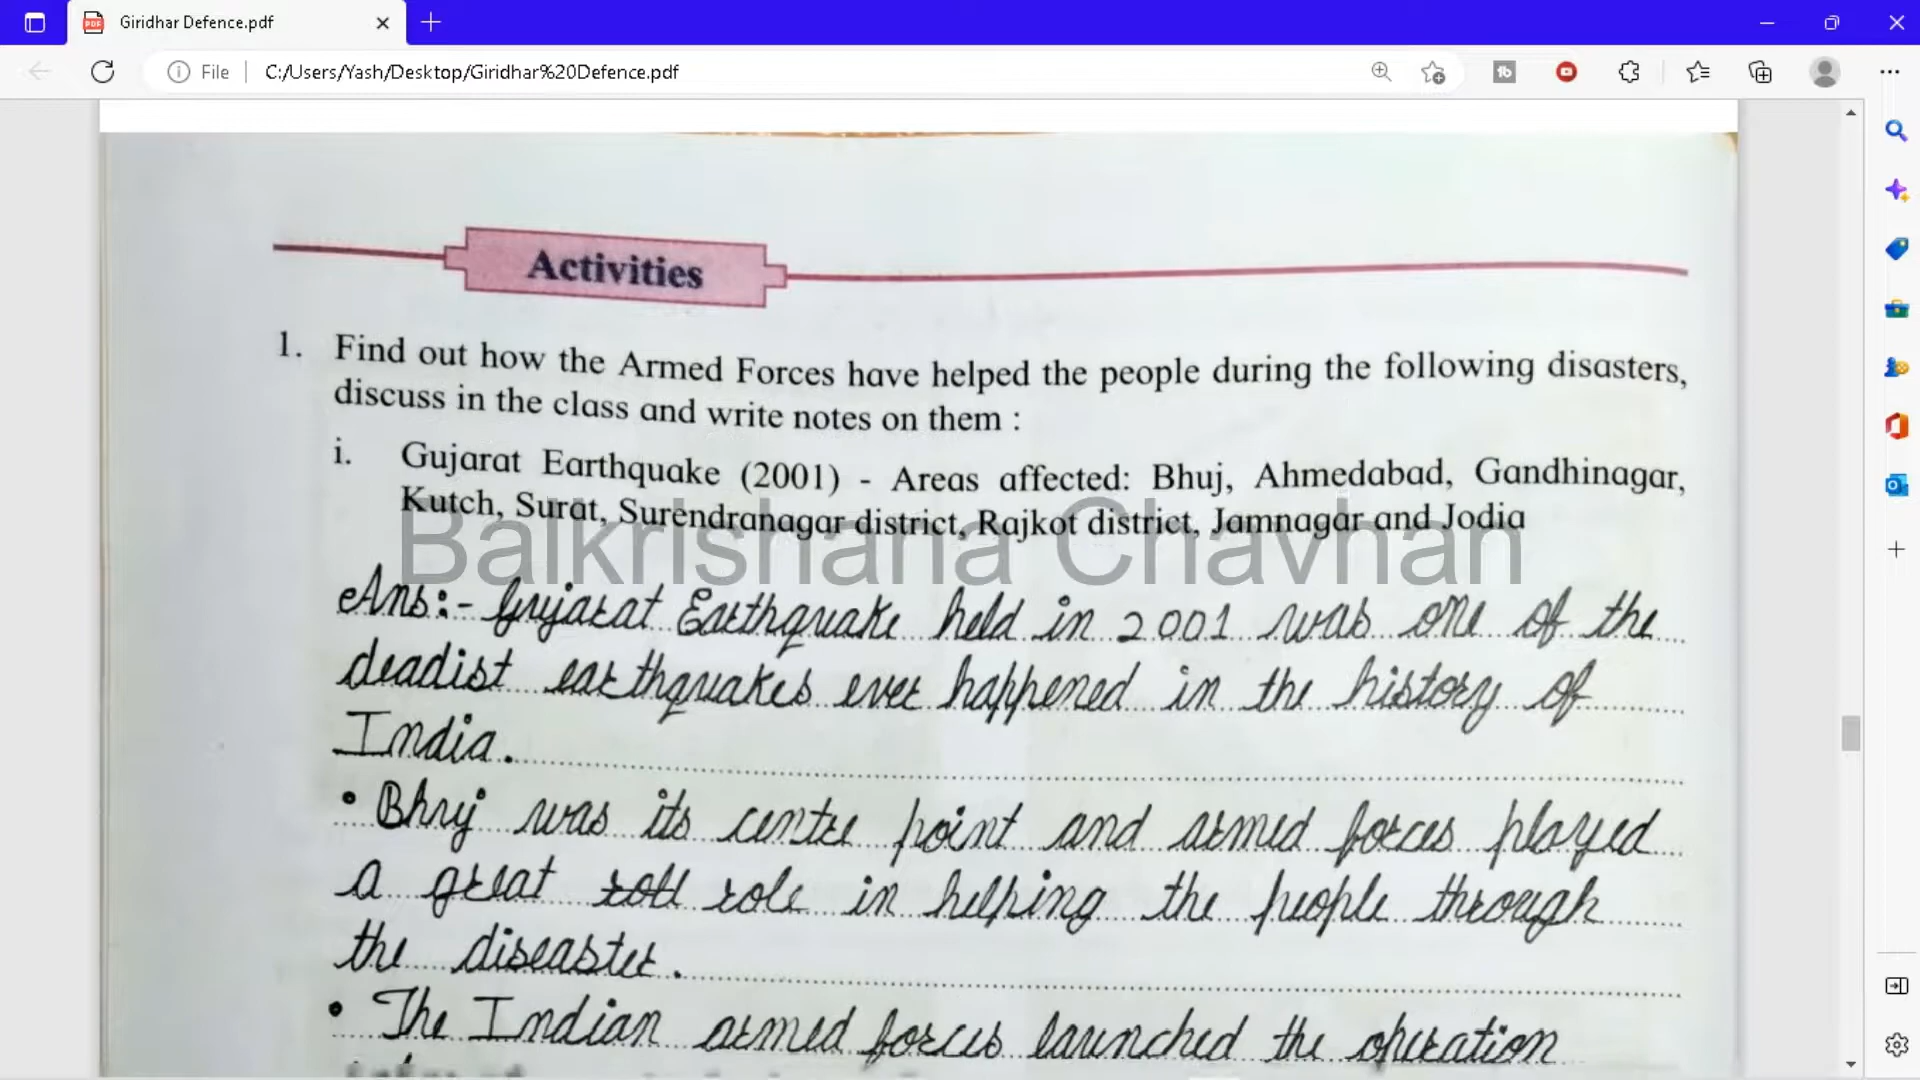 Giridhar Defence.pdf
File
C:/Users/Yash/Desktop/Giridhar%20Defence.pdf
Activities
1. Find out how the Armed Forces have helped the people during the following disasters,
discuss in the class and write notes on them :
i. Gujarat Earthquake (2001) - Areas affected: Bhuj, Ahmedabad, Gandhinagar,
Kutch, Surat, Surendranagar district, Rajkot district, Jamnagar and Jodia
Balkrishana Chavhan
Ans:- Gujarat Earthquake held in 2001 was one of the
deadist earthquakes ever happened in the history of
India.
• Bhuj was its centre point and armed forces played
a great roll role in helping the people through
the diseaster.
• The Indian armed forces launched the operation